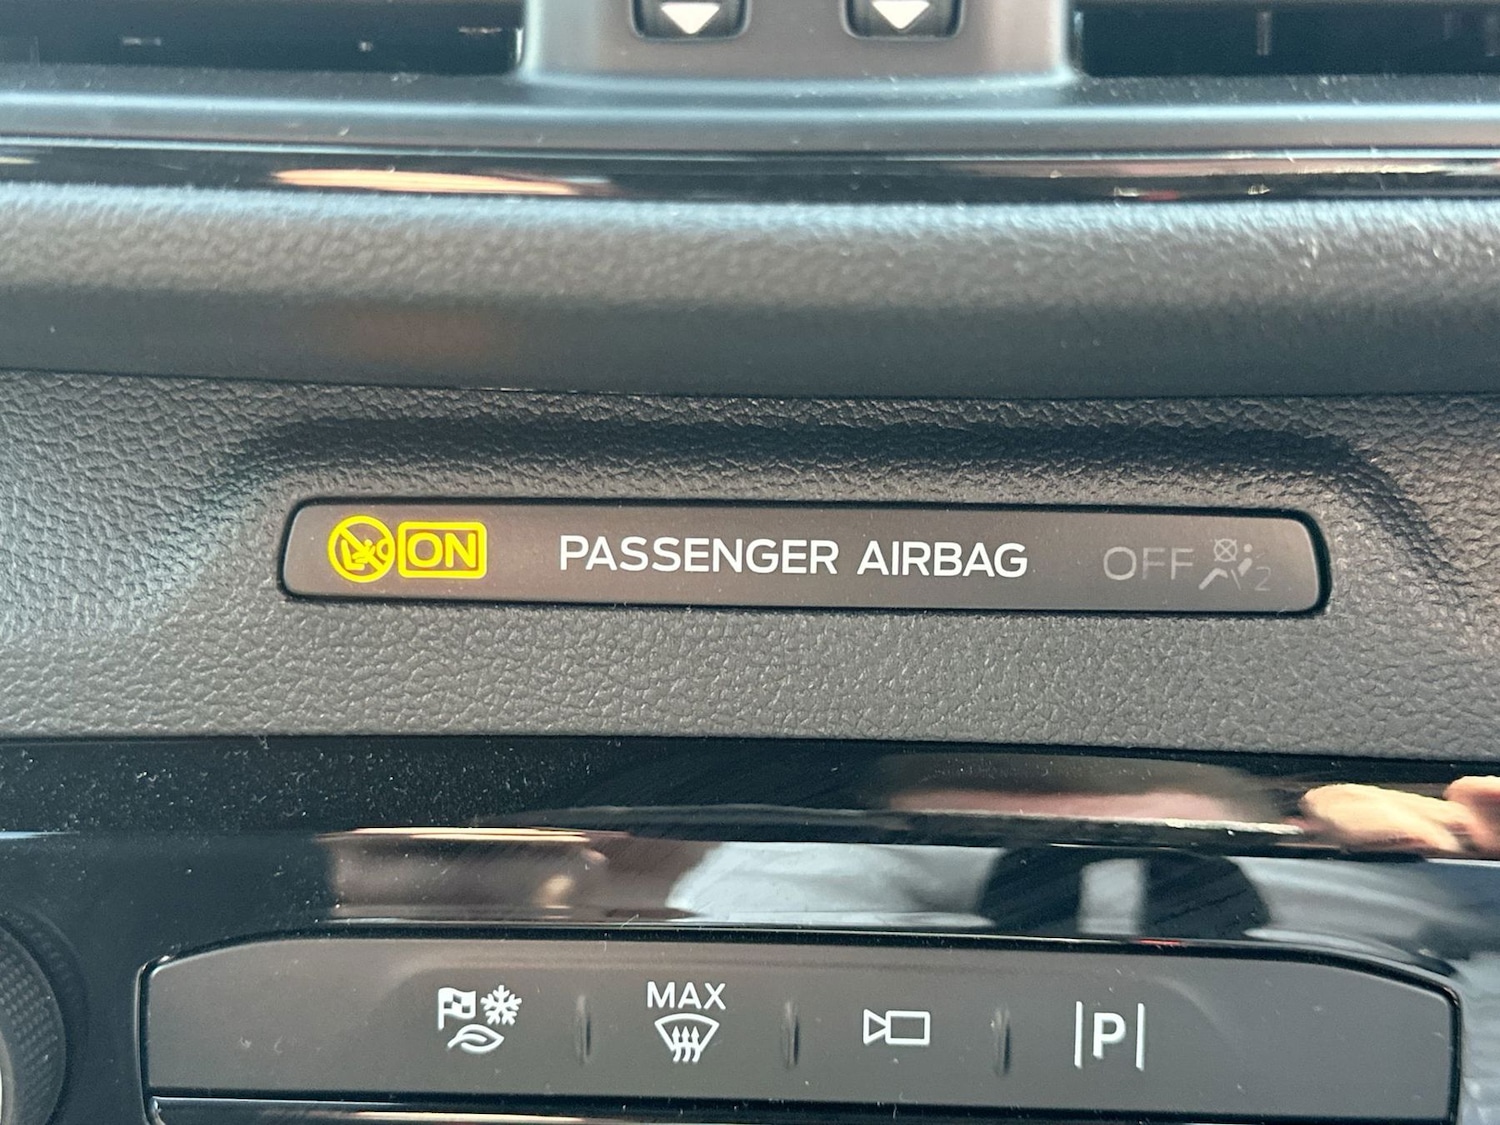 ON PASSENGER AIRBAG OFF 2
MAX
P